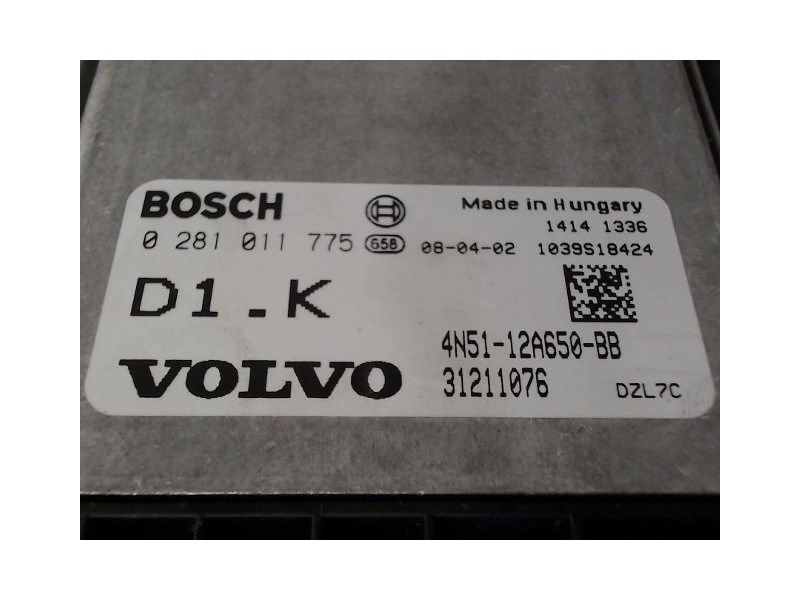 BOSCH
Made in Hungary
1414 1336
0 281 011 775 G5B 08-04-02 1039S18424
D1.K
4N51-12A650-BB
VOLVO
31211076
DZL7C